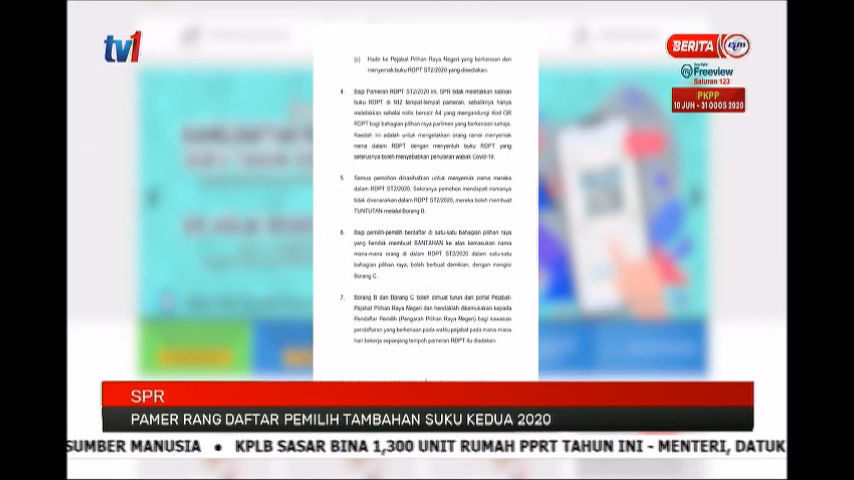 tv1
BERITA rtm
Freeview
Saluran 123
PKPP
10 JUN - 31 OGOS 2020
(c) Hadir ke Pejabat Pilihan Raya Negeri yang berkenaan dan
menyemak buku RDPT ST2/2020 yang disediakan.
4. Bagi Pameran RDPT ST2/2020 ini, SPR tidak meletakkan salinan
buku RDPT di 912 tempat-tempat pameran, sebaliknya hanya
meletakkan sehelai notis bersaiz A4 yang mengandungi Kod QR
RDPT bagi bahagian pilihan raya parlimen yang berkenaan sahaja.
Kaedah ini adalah untuk mengelakkan orang ramai menyemak
nama dalam RDPT dengan menyentuh buku RDPT yang
seterusnya boleh menyebabkan penularan wabak Covid-19.
5. Semua pemohon dinasihatkan untuk menyemak nama mereka
dalam RDPT ST2/2020. Sekiranya pemohon mendapati namanya
tidak disenaraikan dalam RDPT ST2/2020, mereka boleh membuat
TUNTUTAN melalui Borang B.
6. Bagi pemilih-pemilih berdaftar di satu-satu bahagian pilihan raya
yang hendak membuat BANTAHAN ke atas kemasukan nama
mana-mana orang di dalam RDPT ST2/2020 dalam satu-satu
bahagian pilihan raya, boleh berbuat demikian, dengan mengisi
Borang C.
7. Borang B dan Borang C boleh dimuat turun dari portal Pejabat-
Pejabat Pilihan Raya Negeri dan hendaklah dikemukakan kepada
Pendaftar Pemilih (Pengarah Pilihan Raya Negeri) bagi kawasan
pendaftaran yang berkenaan pada waktu pejabat pada mana-mana
hari bekerja sepanjang tempoh pameran RDPT itu diadakan.
SPR
PAMER RANG DAFTAR PEMILIH TAMBAHAN SUKU KEDUA 2020
SUMBER MANUSIA • KPLB SASAR BINA 1,300 UNIT RUMAH PPRT TAHUN INI - MENTERI, DATUK